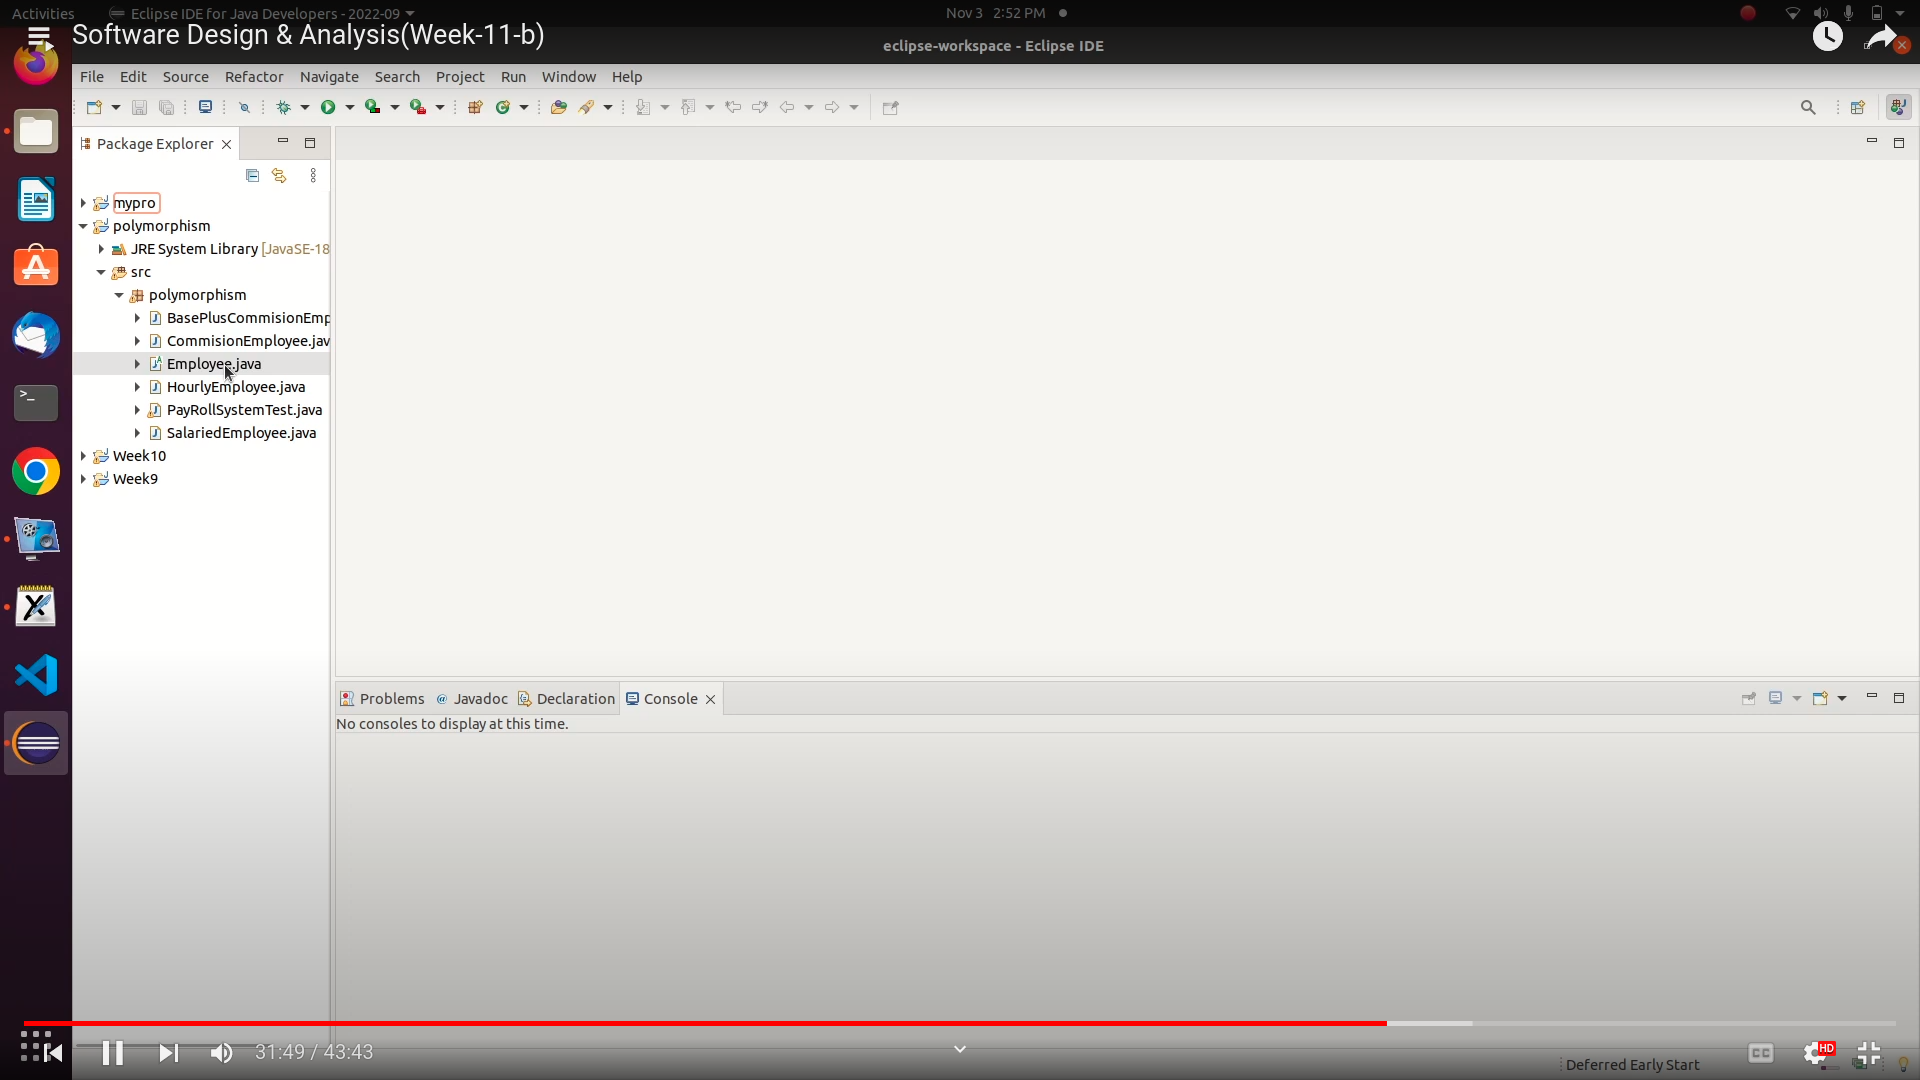 Activities Eclipse IDE for Java Developers - 2022-09 Nov 3 2:52 PM
Software Design & Analysis(Week-11-b)
eclipse-workspace - Eclipse IDE
File Edit Source Refactor Navigate Search Project Run Window Help
Package Explorer
mypro
polymorphism
JRE System Library [JavaSE-18
src
polymorphism
BasePlusCommisionEmp
CommisionEmployee.jav
Employee.java
HourlyEmployee.java
PayRollSystemTest.java
SalariedEmployee.java
Week10
Week9
Problems Javadoc Declaration Console
No consoles to display at this time.
31:49 / 43:43
CC
HD
Deferred Early Start